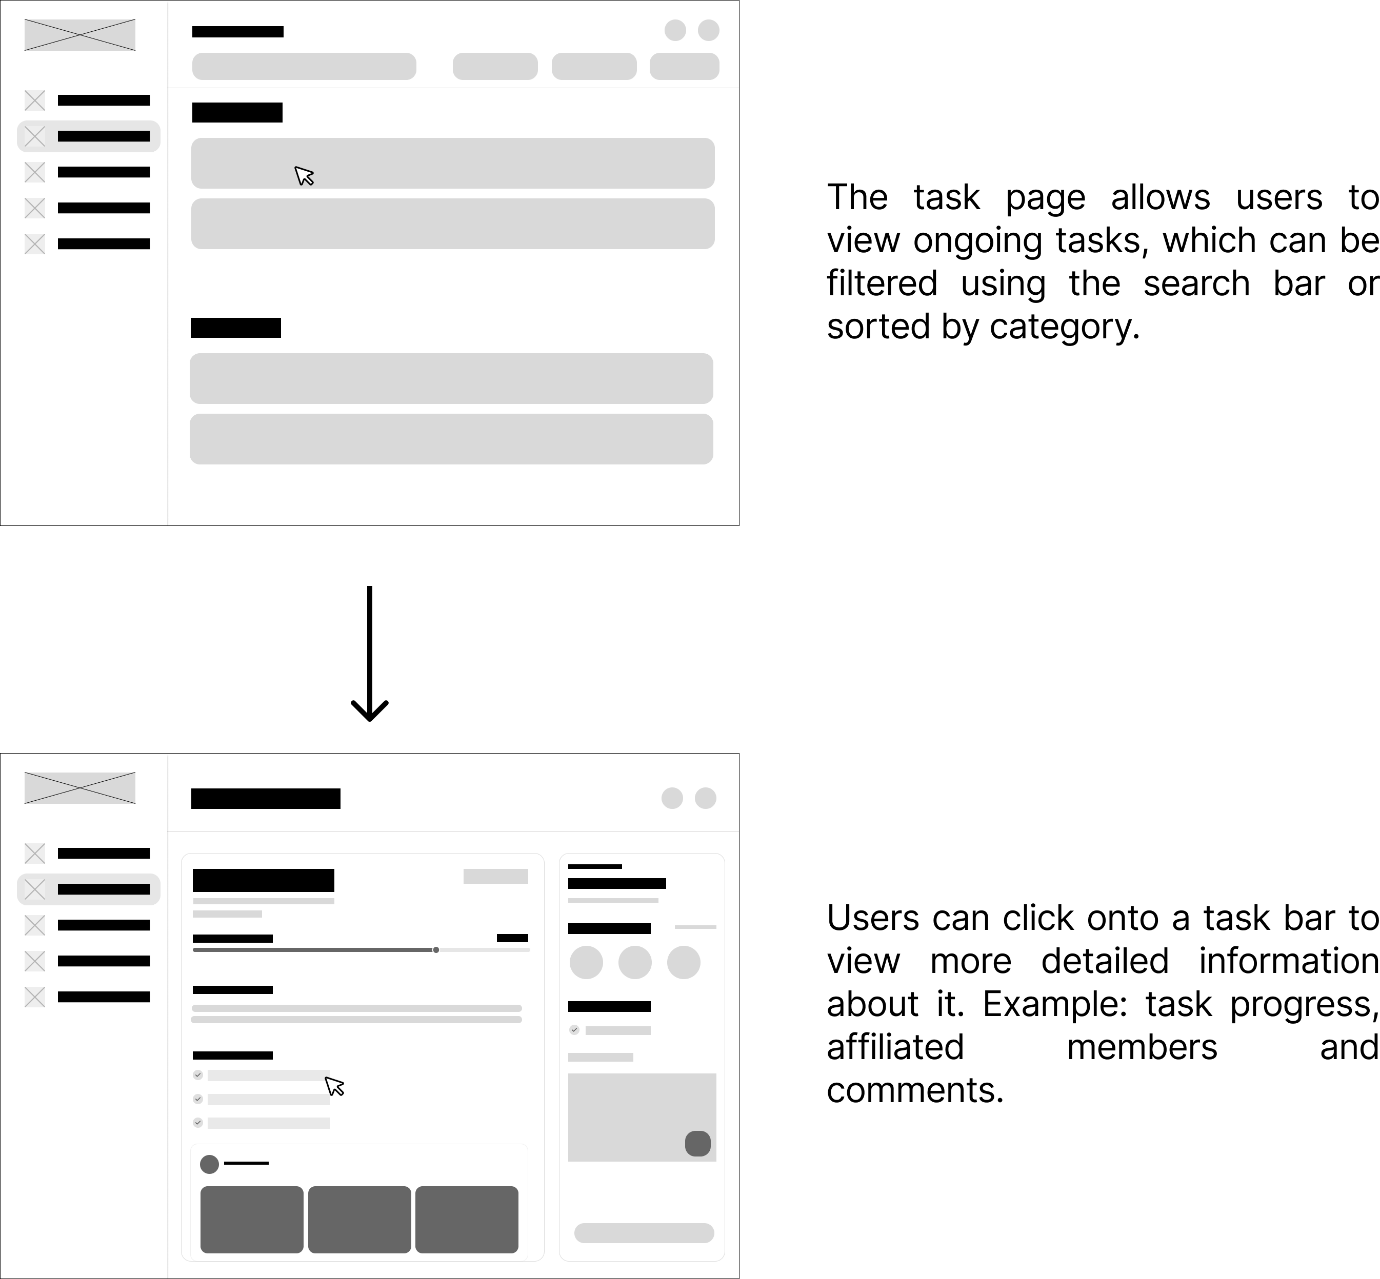 The task page allows users to
view ongoing tasks, which can be
filtered using the search bar or
sorted by category.
Users can click onto a task bar to
view more detailed information
about it. Example: task progress,
affiliated members and
comments.